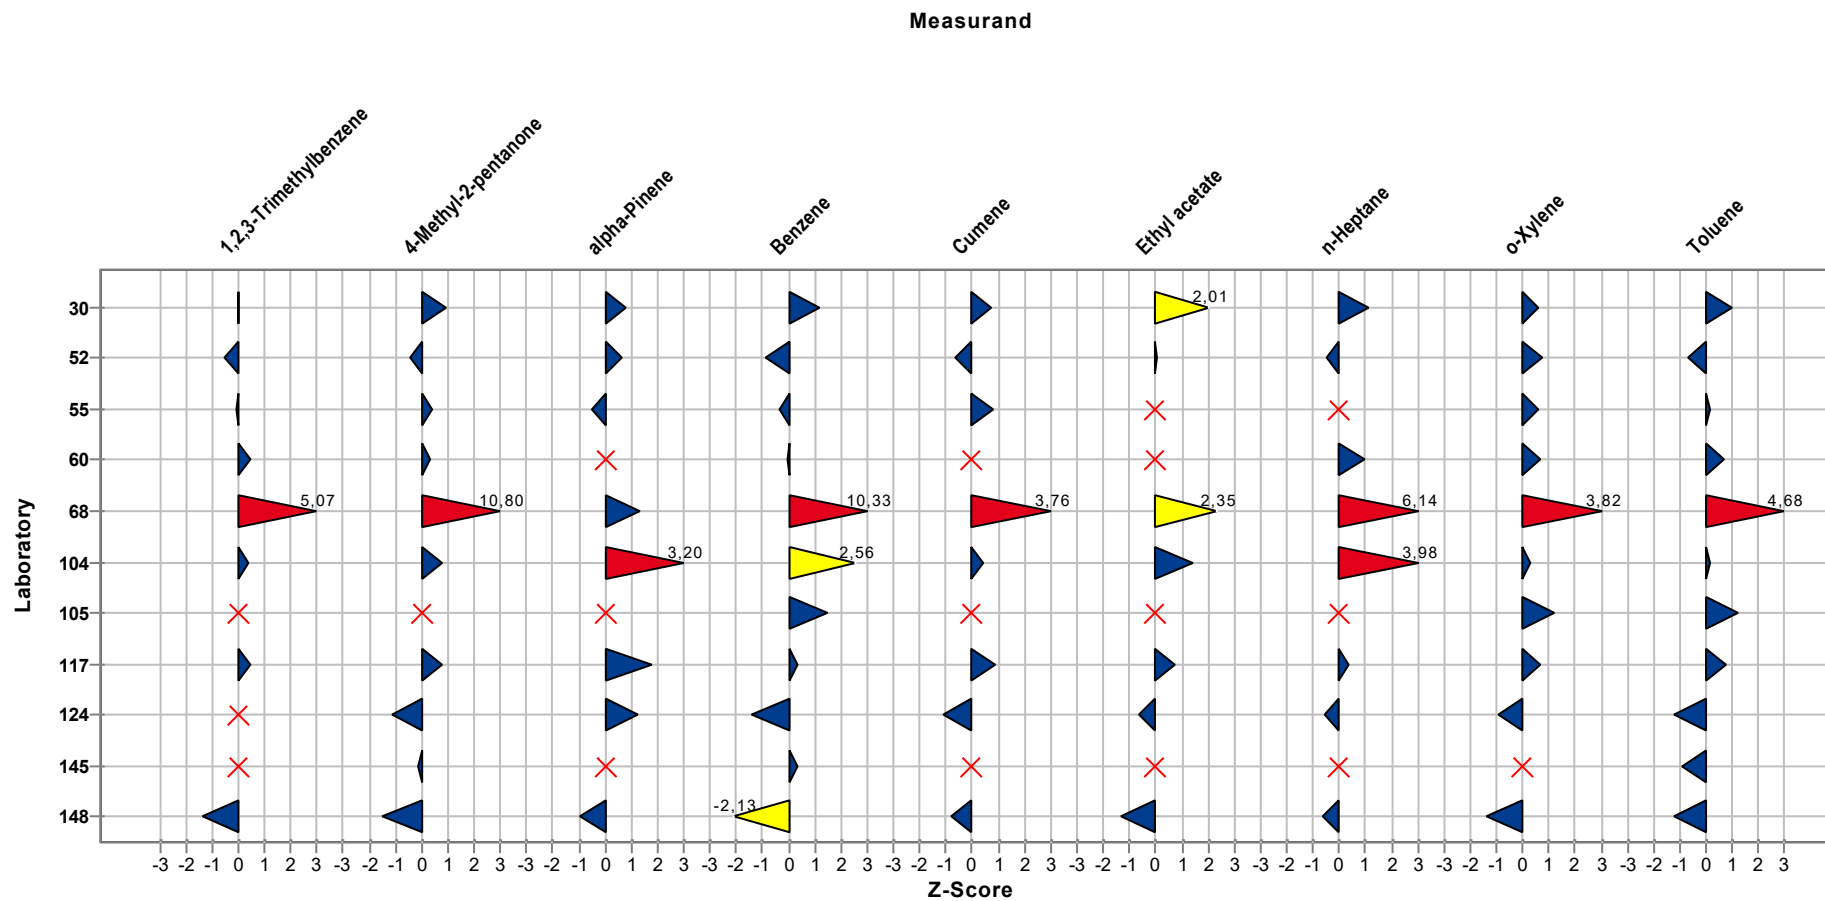 Measurand
1,2,3-Trimethylbenzene
4-Methyl-2-pentanone
alpha-Pinene
Benzene
Cumene
Ethyl acetate
n-Heptane
o-Xylene
Toluene
Laboratory
30 2,01
52
55
60
68 5,07 10,80 10,33 3,76 2,35 6,14 3,82 4,68
104 3,20 2,56 3,98
105
117
124
145
148 -2,13
-3 -2 -1 0 1 2 3 -3 -2 -1 0 1 2 3 -3 -2 -1 0 1 2 3 -3 -2 -1 0 1 2 3 -3 -2 -1 0 1 2 3 -3 -2 -1 0 1 2 3 -3 -2 -1 0 1 2 3 -3 -2 -1 0 1 2 3 -3 -2 -1 0 1 2 3
Z-Score